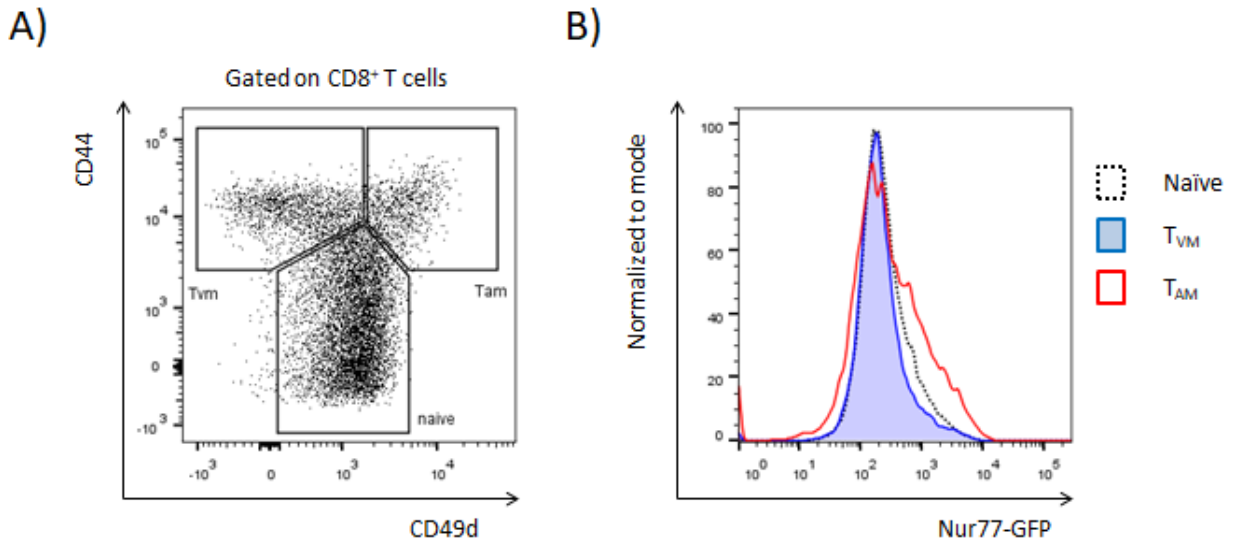 A)
B)
Gated on CD8⁺ T cells
CD44
10⁵
10⁴
10³
0
-10³
Tvm
Tam
naive
-10³
0
10³
10⁴
CD49d
Normalized to mode
100
80
60
40
20
0
10⁰
10¹
10²
10³
10⁴
10⁵
Nur77-GFP
Naïve
T_VM
T_AM